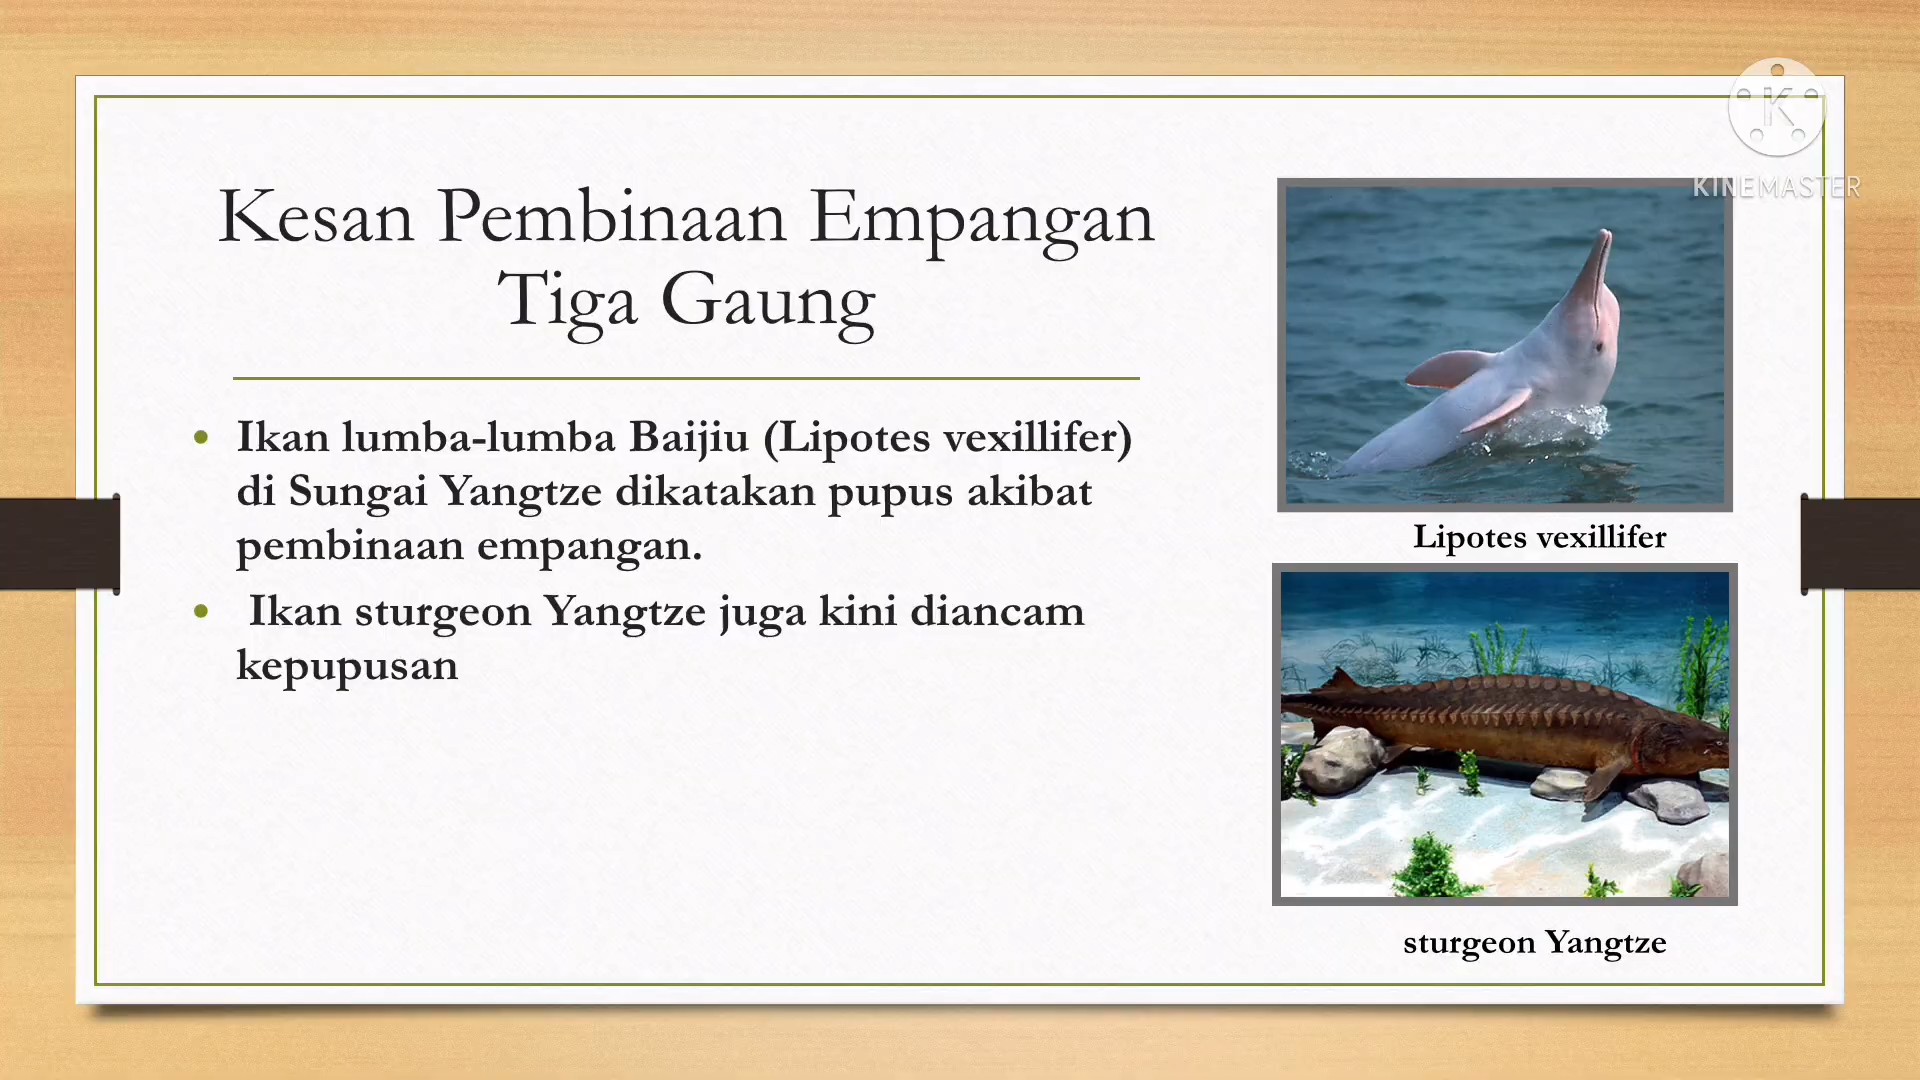 Kesan Pembinaan Empangan
Tiga Gaung
• Ikan lumba-lumba Baijiu (Lipotes vexillifer)
di Sungai Yangtze dikatakan pupus akibat
pembinaan empangan.
• Ikan sturgeon Yangtze juga kini diancam
kepupusan
K
KINEMASTER
Lipotes vexillifer
sturgeon Yangtze